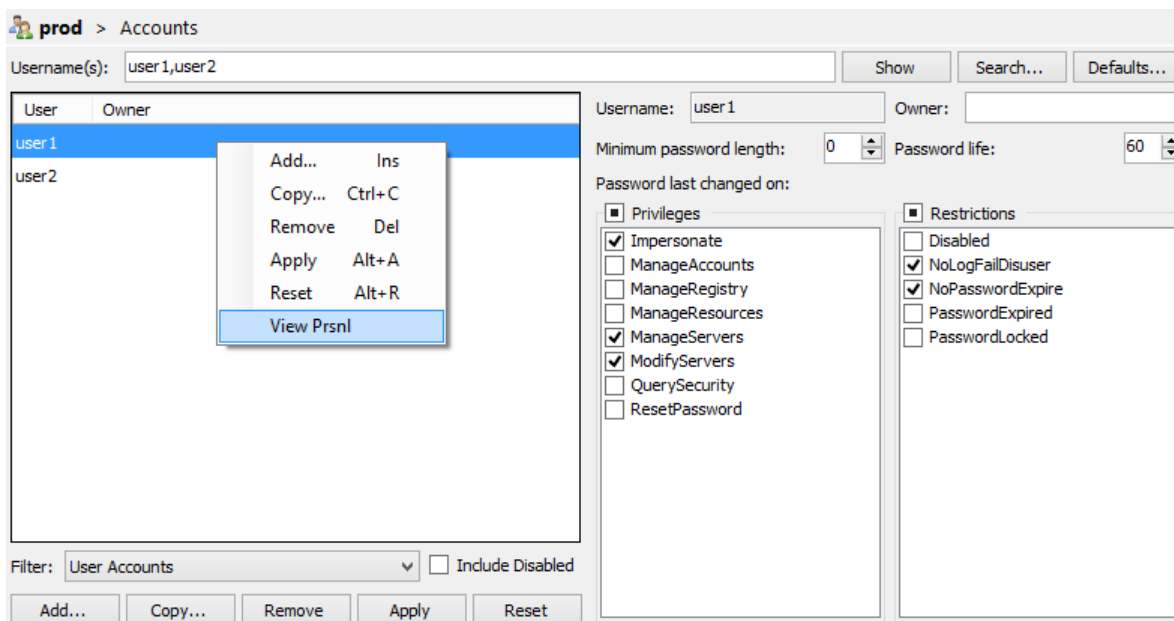 prod > Accounts
Username(s): user1,user2 Show Search... Defaults...
User Owner
user1
user2
Add... Ins
Copy... Ctrl+C
Remove Del
Apply Alt+A
Reset Alt+R
View Prsnl
Filter: User Accounts Include Disabled
Add... Copy... Remove Apply Reset
Username: user1 Owner:
Minimum password length: 0 Password life: 60
Password last changed on:
Privileges
Impersonate
ManageAccounts
ManageRegistry
ManageResources
ManageServers
ModifyServers
QuerySecurity
ResetPassword
Restrictions
Disabled
NoLogFailDisuser
NoPasswordExpire
PasswordExpired
PasswordLocked